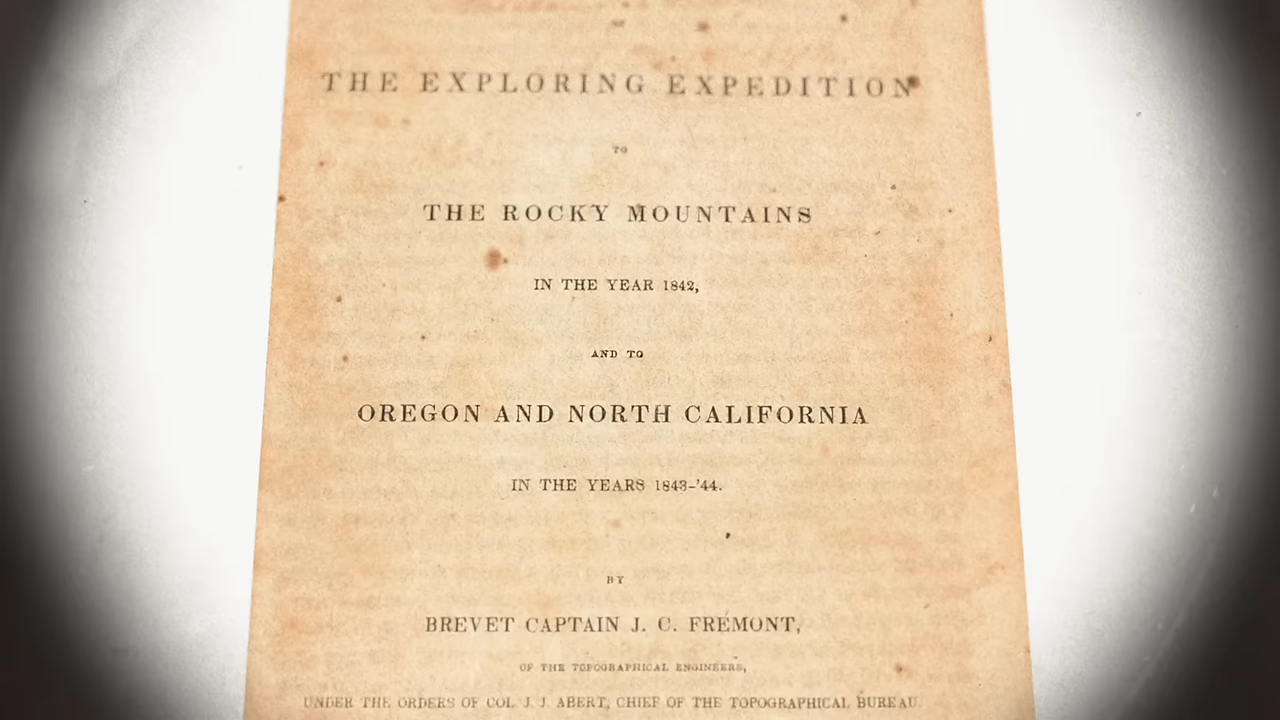 THE EXPLORING EXPEDITION
TO
THE ROCKY MOUNTAINS
IN THE YEAR 1842,
AND TO
OREGON AND NORTH CALIFORNIA
IN THE YEARS 1843-'44.
BY
BREVET CAPTAIN J. C. FRÉMONT,
OF THE TOPOGRAPHICAL ENGINEERS,
UNDER THE ORDERS OF COL. J. J. ABERT, CHIEF OF THE TOPOGRAPHICAL BUREAU.